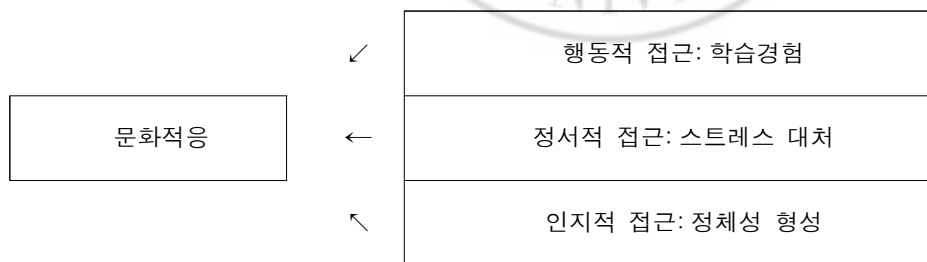 ↙ 행동적 접근: 학습경험
문화적응 ← 정서적 접근: 스트레스 대처
↖ 인지적 접근: 정체성 형성